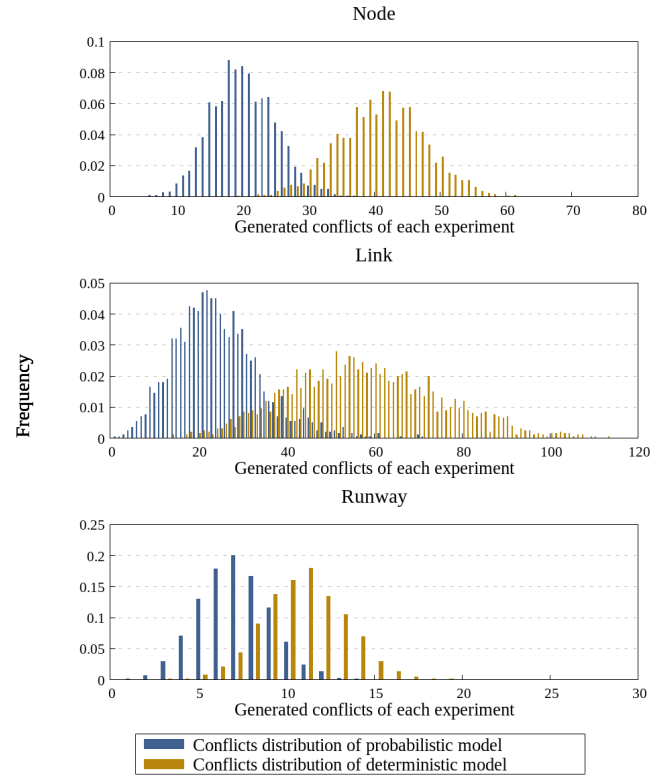 Node
0.1
0.08
0.06
0.04
0.02
0
0 10 20 30 40 50 60 70 80
Generated conflicts of each experiment
Link
0.05
0.04
0.03
0.02
0.01
0
0 20 40 60 80 100 120
Generated conflicts of each experiment
Frequency
Runway
0.25
0.2
0.15
0.1
0.05
0
0 5 10 15 20 25 30
Generated conflicts of each experiment
Conflicts distribution of probabilistic model
Conflicts distribution of deterministic model